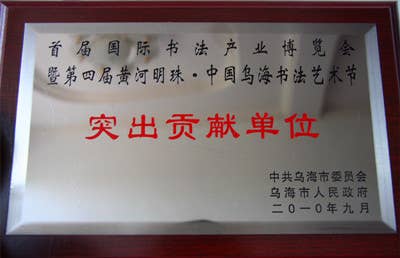 首届国际书法产业博览会
暨第四届黄河明珠·中国乌海书法艺术节
突出贡献单位
中共乌海市委员会
乌海市人民政府
二〇一〇年九月